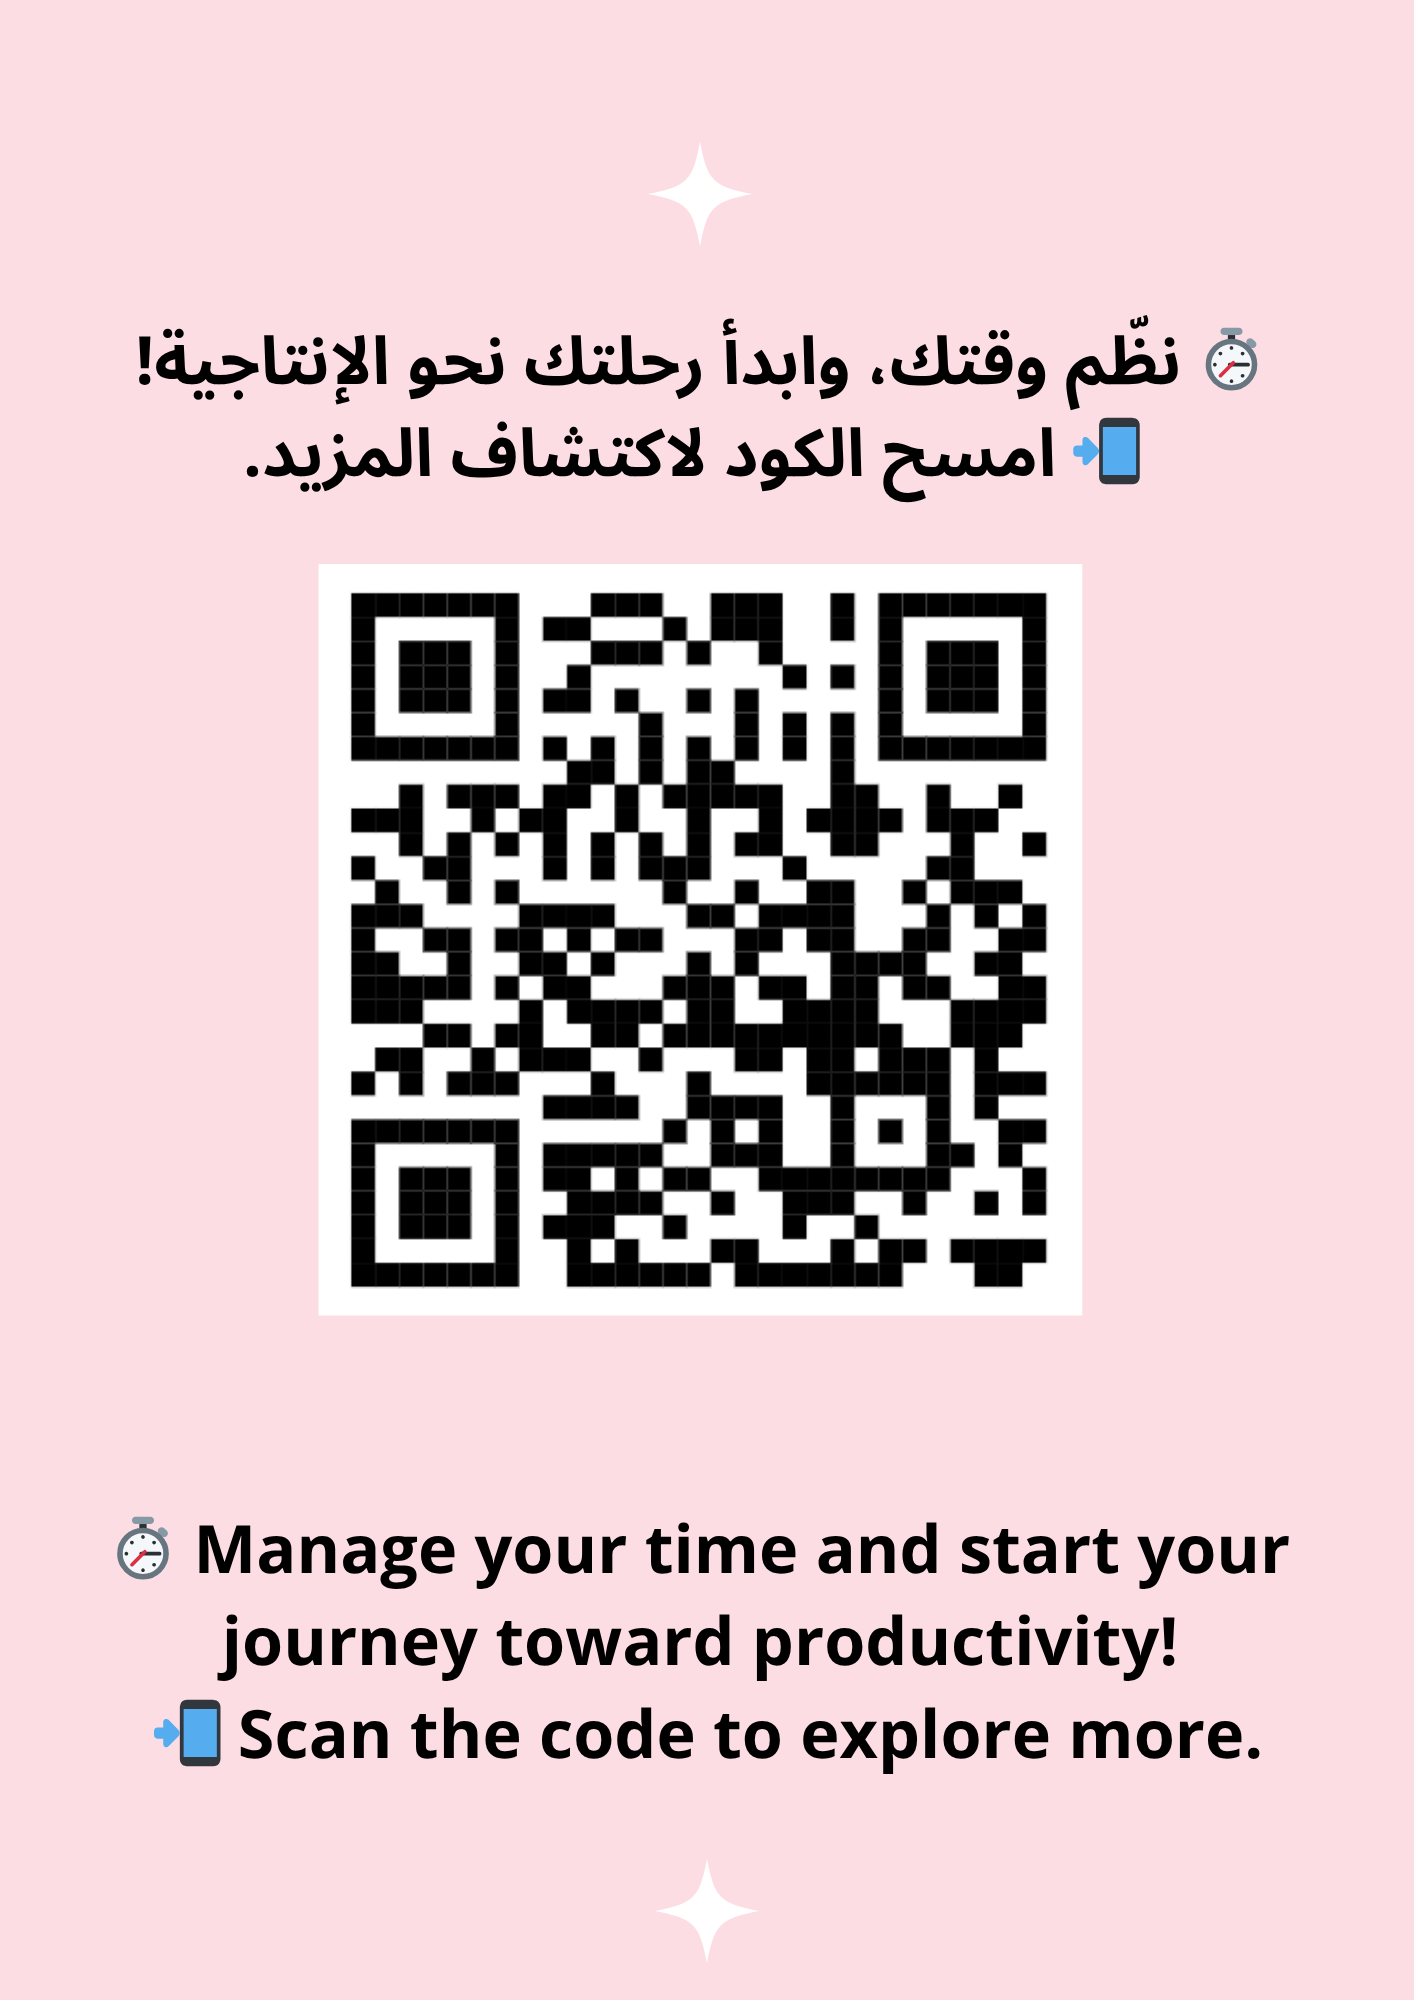 ⏱️ نظّم وقتك، وابدأ رحلتك نحو الإنتاجية!
📲 امسح الكود لاكتشاف المزيد.
⏱️ Manage your time and start your
journey toward productivity!
📲 Scan the code to explore more.